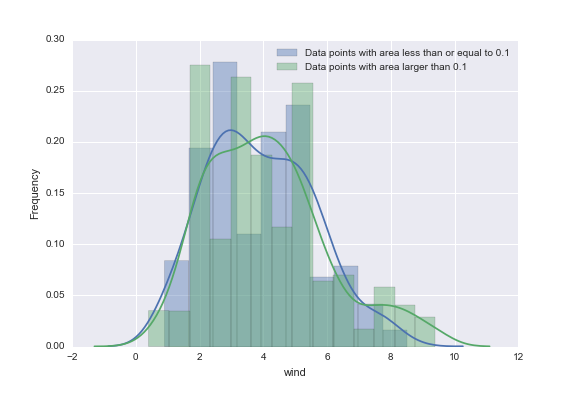 Data points with area less than or equal to 0.1
Data points with area larger than 0.1
0.30
0.25
0.20
0.15
0.10
0.05
0.00
Frequency
−2 0 2 4 6 8 10 12
wind